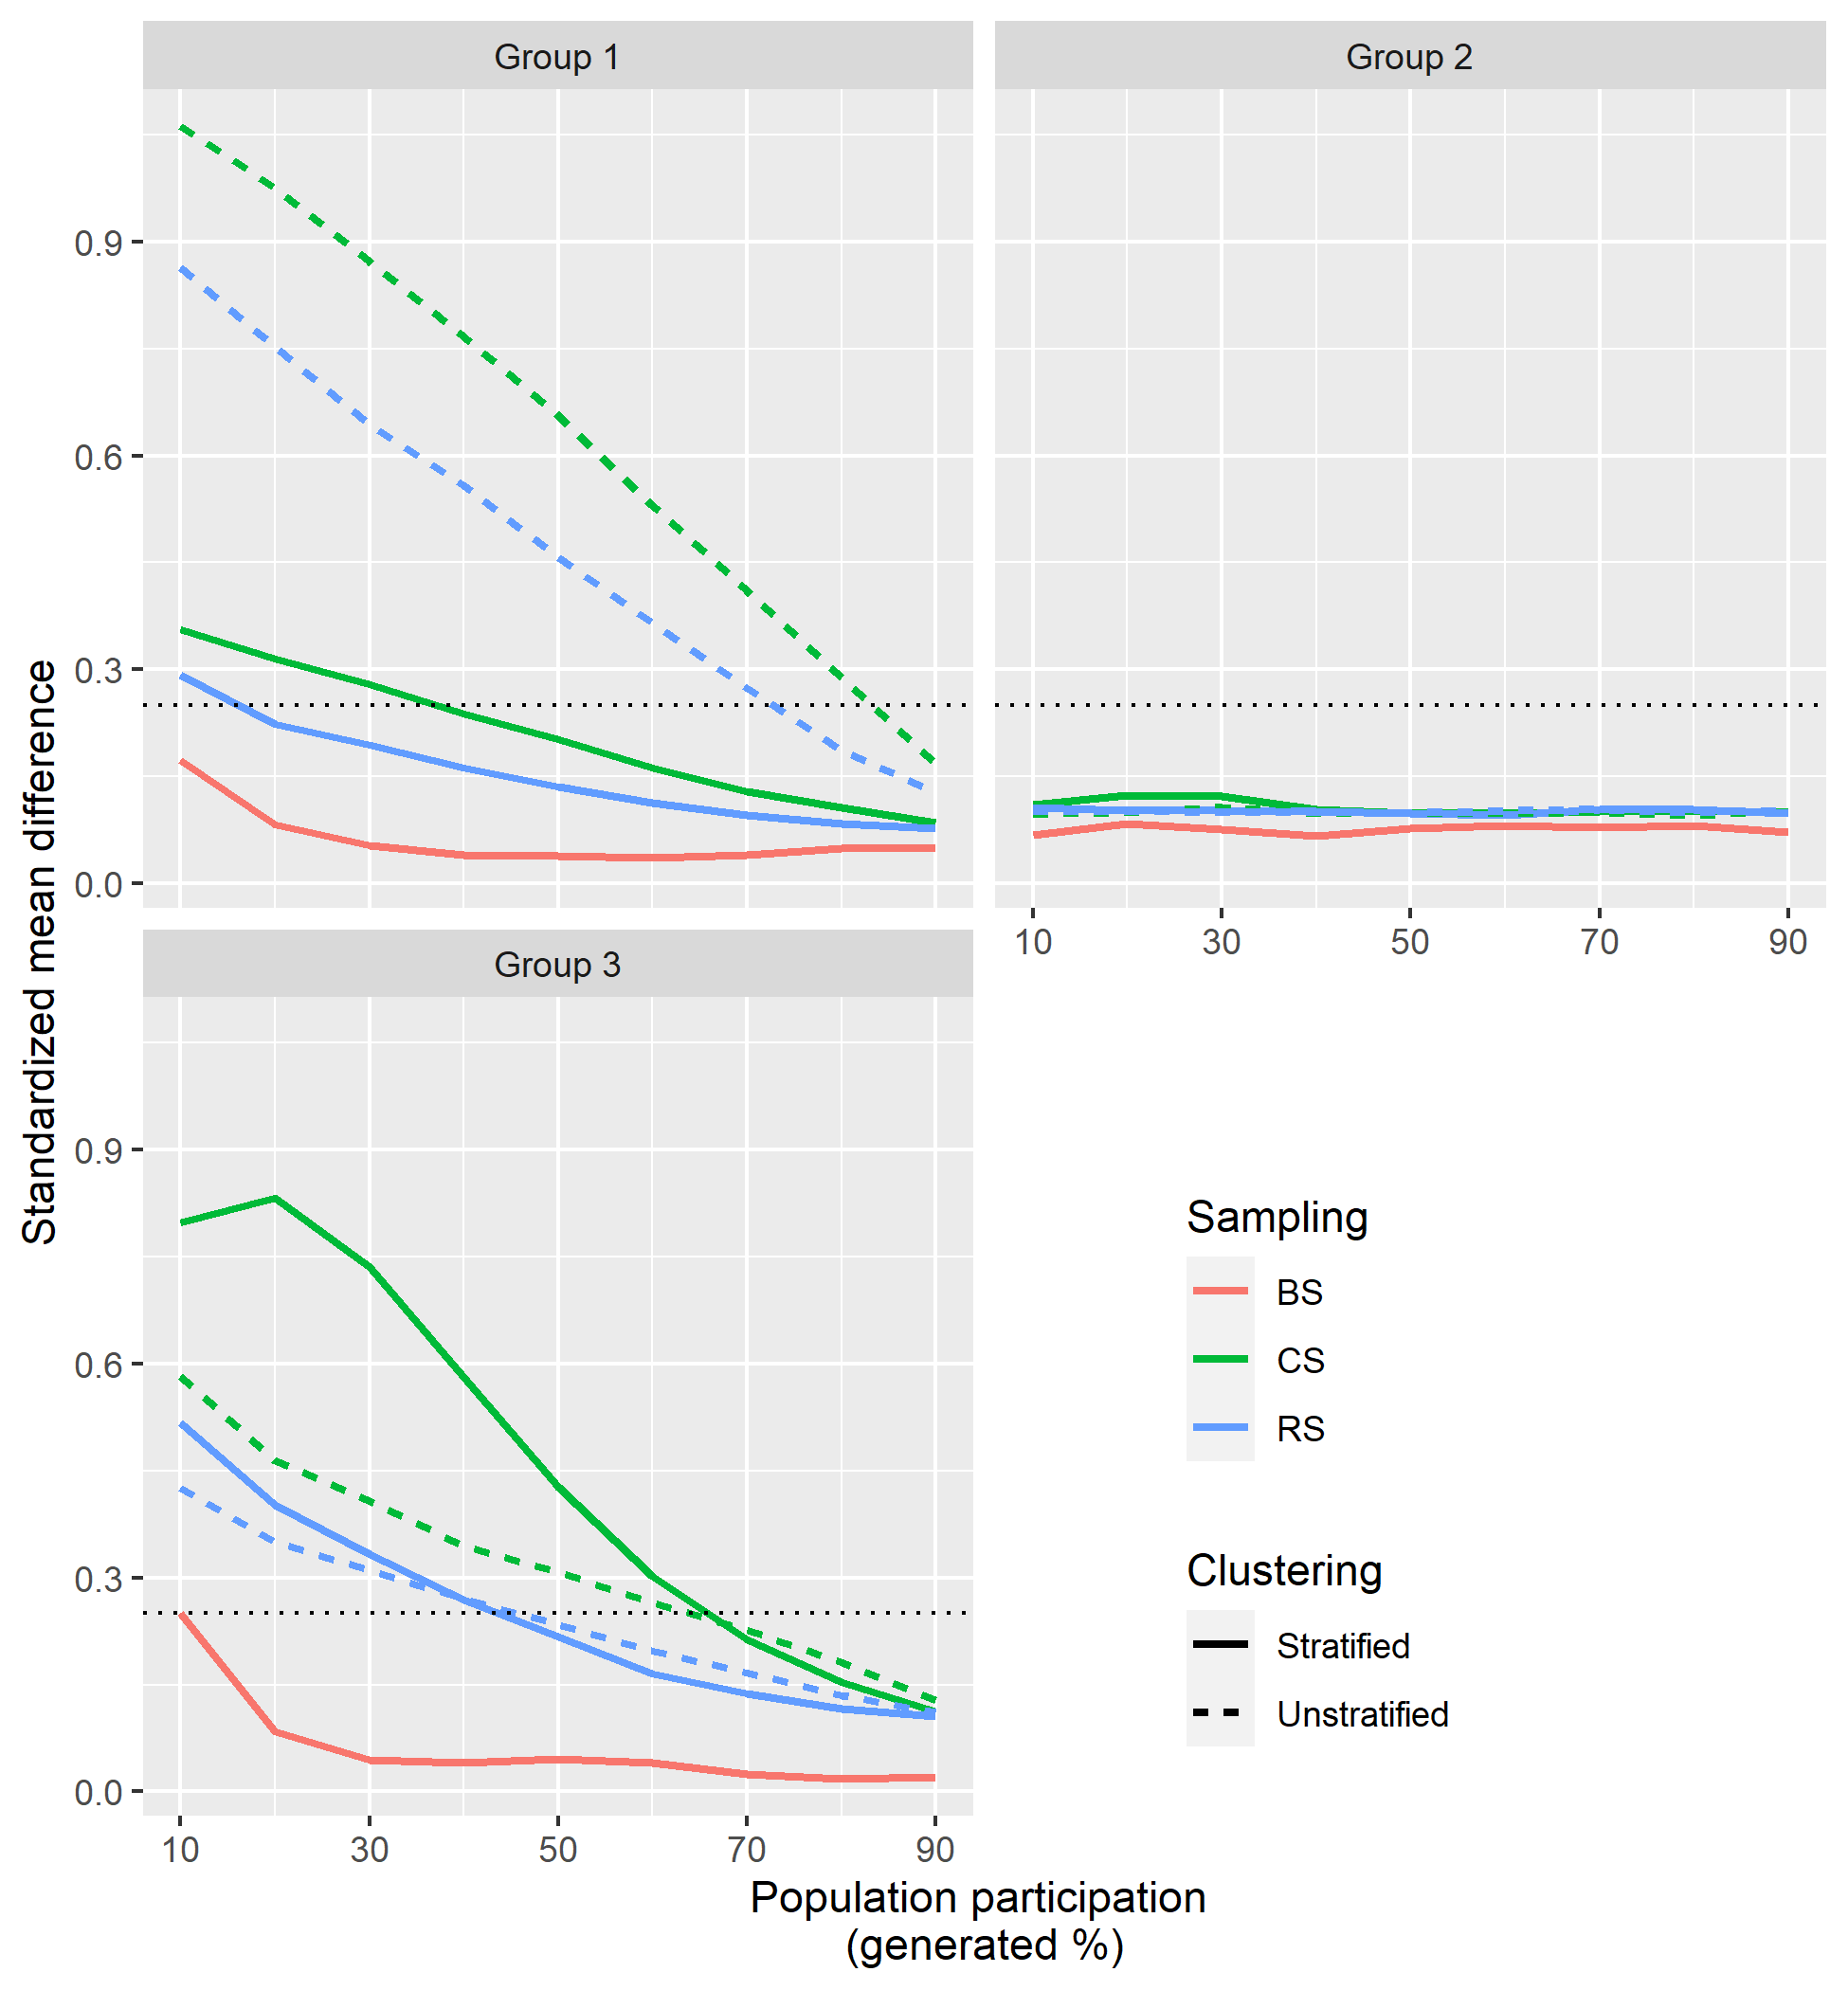 Group 1
Group 2
0.9
0.6
0.3
0.0
10 30 50 70 90
Group 3
Standardized mean difference
0.9
0.6
0.3
0.0
10 30 50 70 90
Population participation
(generated %)
Sampling
BS
CS
RS
Clustering
Stratified
Unstratified